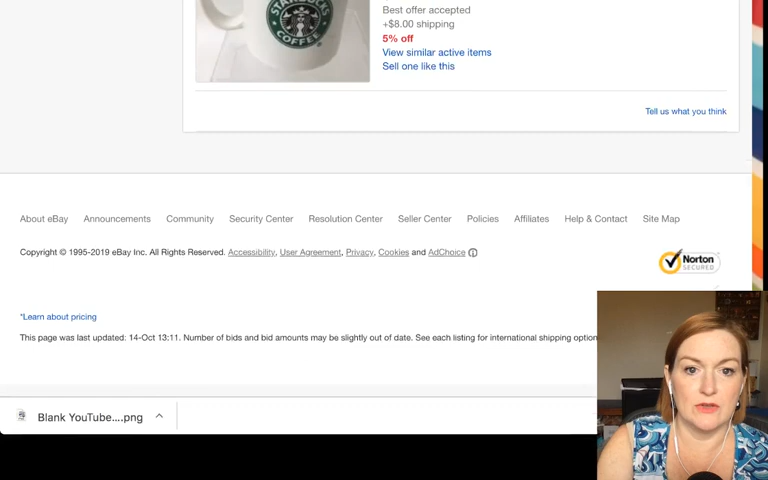 STARBUCKS
COFFEE
Best offer accepted
+$8.00 shipping
5% off
View similar active items
Sell one like this
Tell us what you think
About eBay Announcements Community Security Center Resolution Center Seller Center Policies Affiliates Help & Contact Site Map
Copyright © 1995-2019 eBay Inc. All Rights Reserved. Accessibility, User Agreement, Privacy, Cookies and AdChoice
Norton
SECURED
*Learn about pricing
This page was last updated: 14-Oct 13:11. Number of bids and bid amounts may be slightly out of date. See each listing for international shipping option
Blank YouTube....png